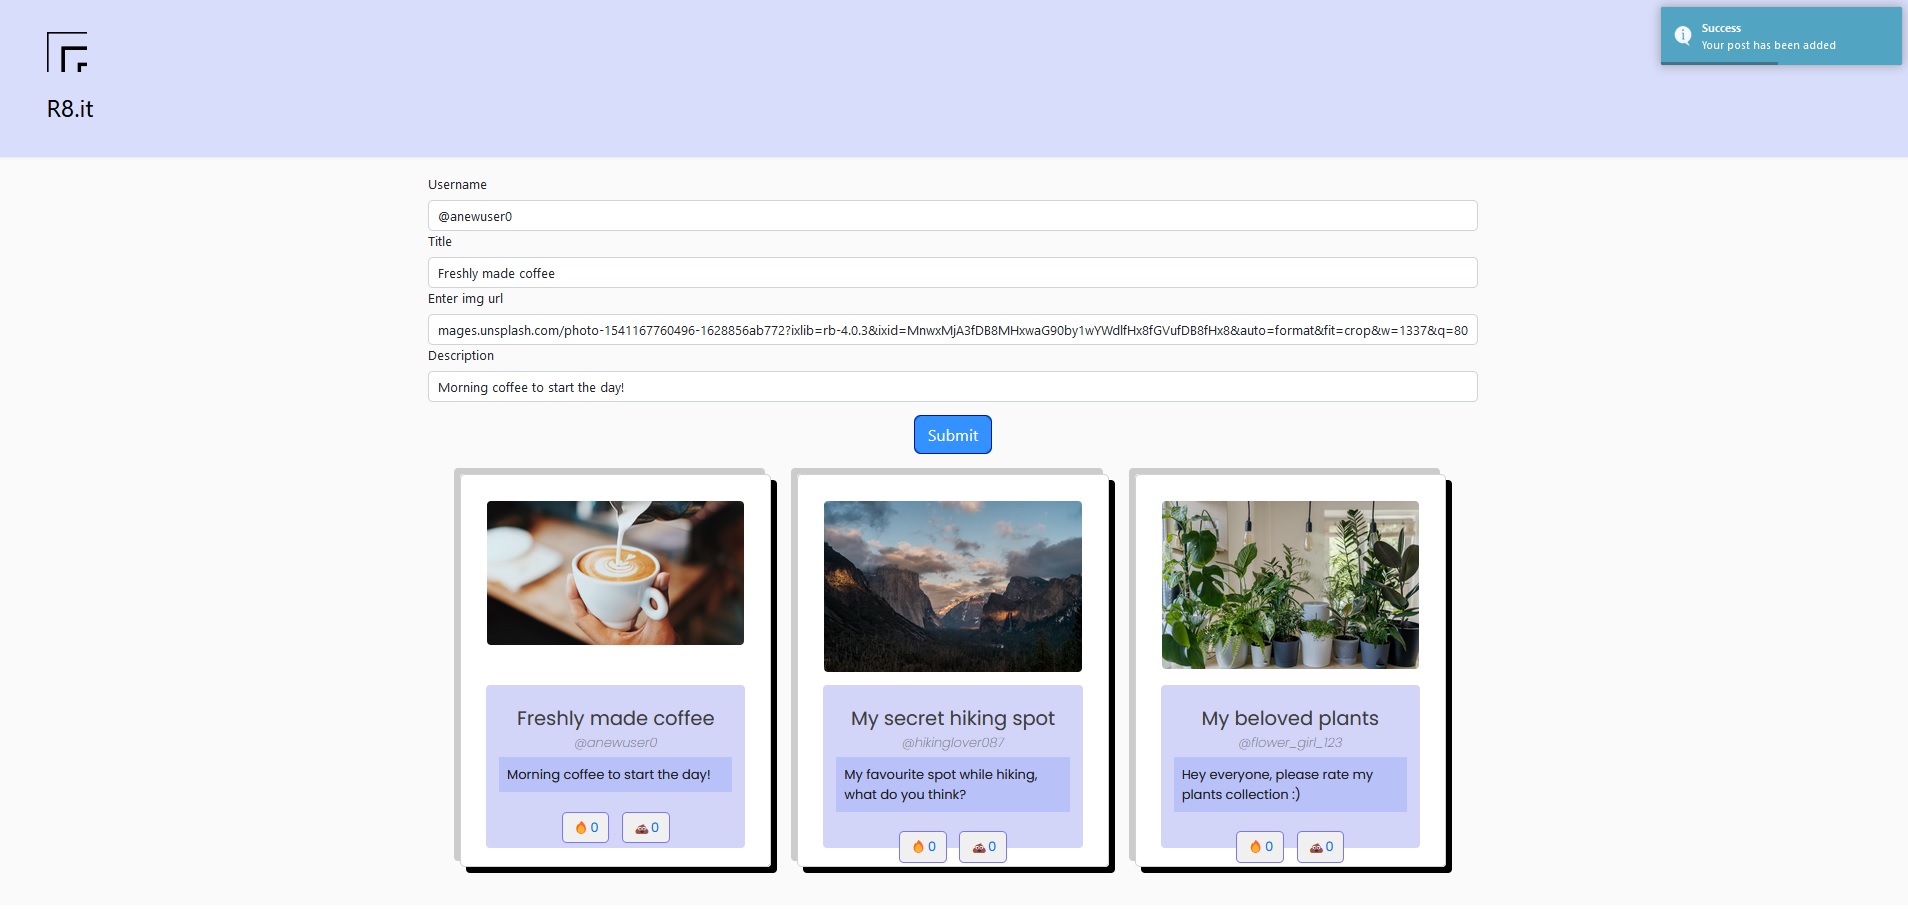 R8.it
Success
Your post has been added
Username
@anewuser0
Title
Freshly made coffee
Enter img url
mages.unsplash.com/photo-1541167760496-1628856ab772?ixlib=rb-4.0.3&ixid=MnwxMjA3fDB8MHxwaG90by1wYWdlfHx8fGVufDB8fHx8&auto=format&fit=crop&w=1337&q=80
Description
Morning coffee to start the day!
Submit
Freshly made coffee
@anewuser0
Morning coffee to start the day!
0 0
My secret hiking spot
@hikinglover087
My favourite spot while hiking,
what do you think?
0 0
My beloved plants
@flower_girl_123
Hey everyone, please rate my
plants collection :)
0 0